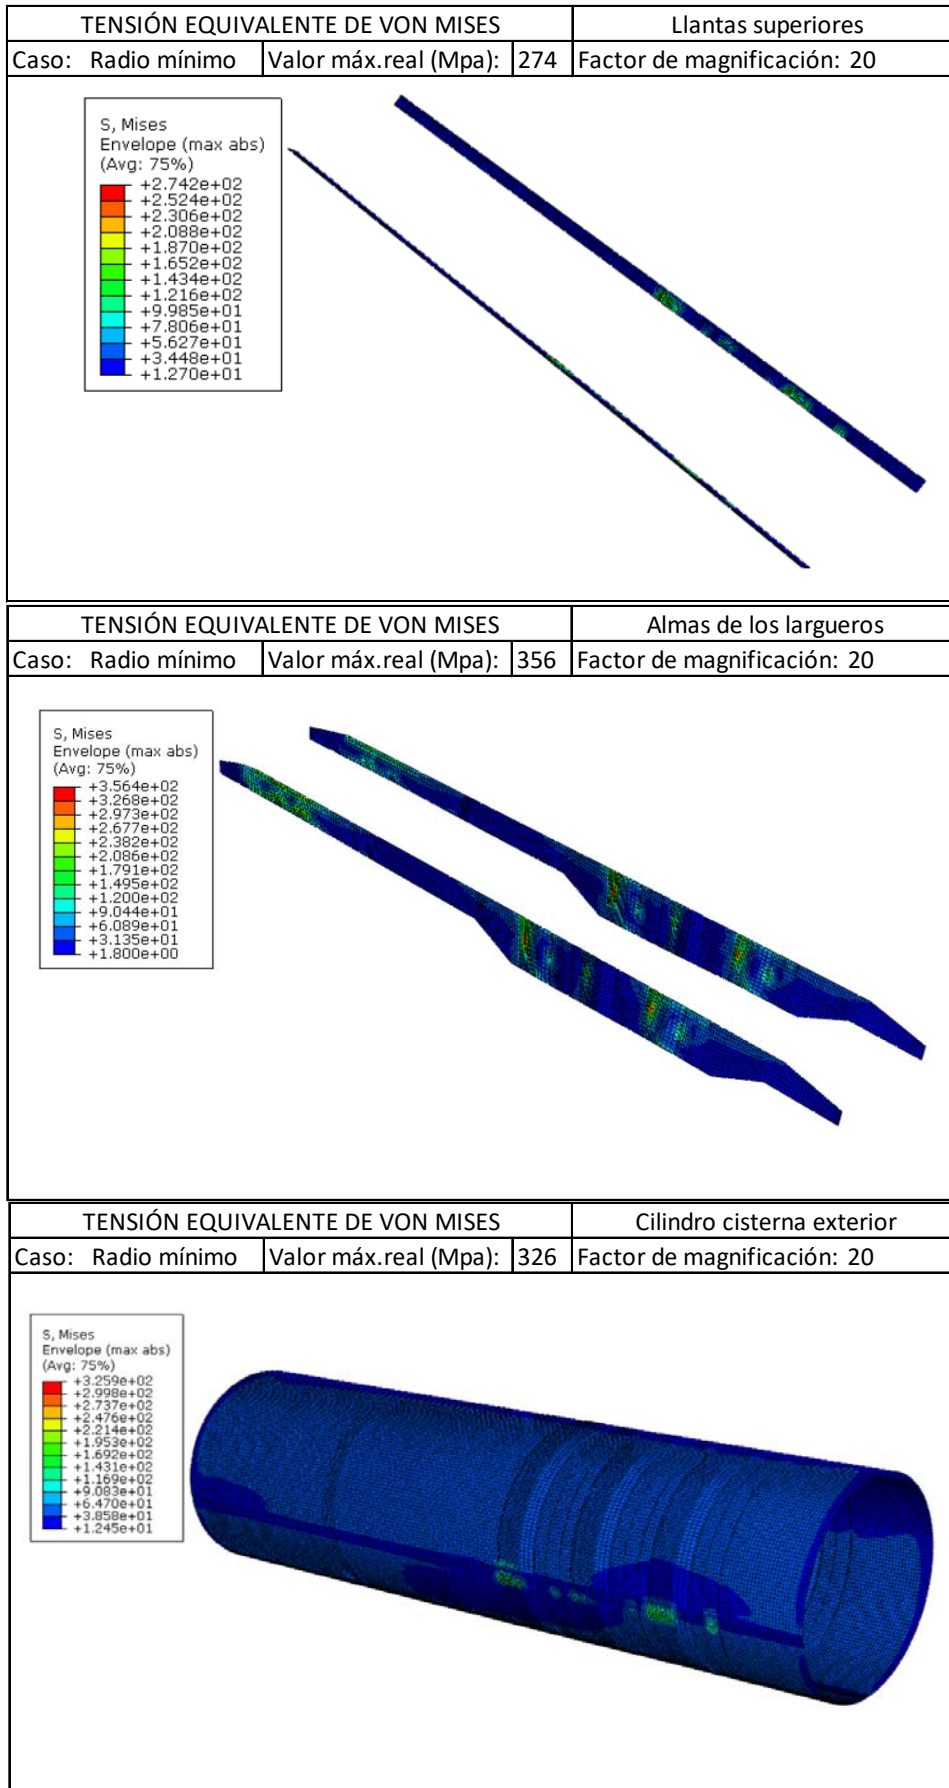 TENSIÓN EQUIVALENTE DE VON MISES Llantas superiores
Caso: Radio mínimo Valor máx.real (Mpa): 274 Factor de magnificación: 20
S, Mises
Envelope (max abs)
(Avg: 75%)
+2.742e+02
+2.524e+02
+2.306e+02
+2.088e+02
+1.870e+02
+1.652e+02
+1.434e+02
+1.216e+02
+9.985e+01
+7.806e+01
+5.627e+01
+3.448e+01
+1.270e+01
TENSIÓN EQUIVALENTE DE VON MISES Almas de los largueros
Caso: Radio mínimo Valor máx.real (Mpa): 356 Factor de magnificación: 20
S, Mises
Envelope (max abs)
(Avg: 75%)
+3.564e+02
+3.268e+02
+2.973e+02
+2.677e+02
+2.382e+02
+2.086e+02
+1.791e+02
+1.495e+02
+1.200e+02
+9.044e+01
+6.089e+01
+3.135e+01
+1.800e+00
TENSIÓN EQUIVALENTE DE VON MISES Cilindro cisterna exterior
Caso: Radio mínimo Valor máx.real (Mpa): 326 Factor de magnificación: 20
S, Mises
Envelope (max abs)
(Avg: 75%)
+3.259e+02
+2.998e+02
+2.737e+02
+2.476e+02
+2.214e+02
+1.953e+02
+1.692e+02
+1.431e+02
+1.169e+02
+9.083e+01
+6.470e+01
+3.858e+01
+1.245e+01